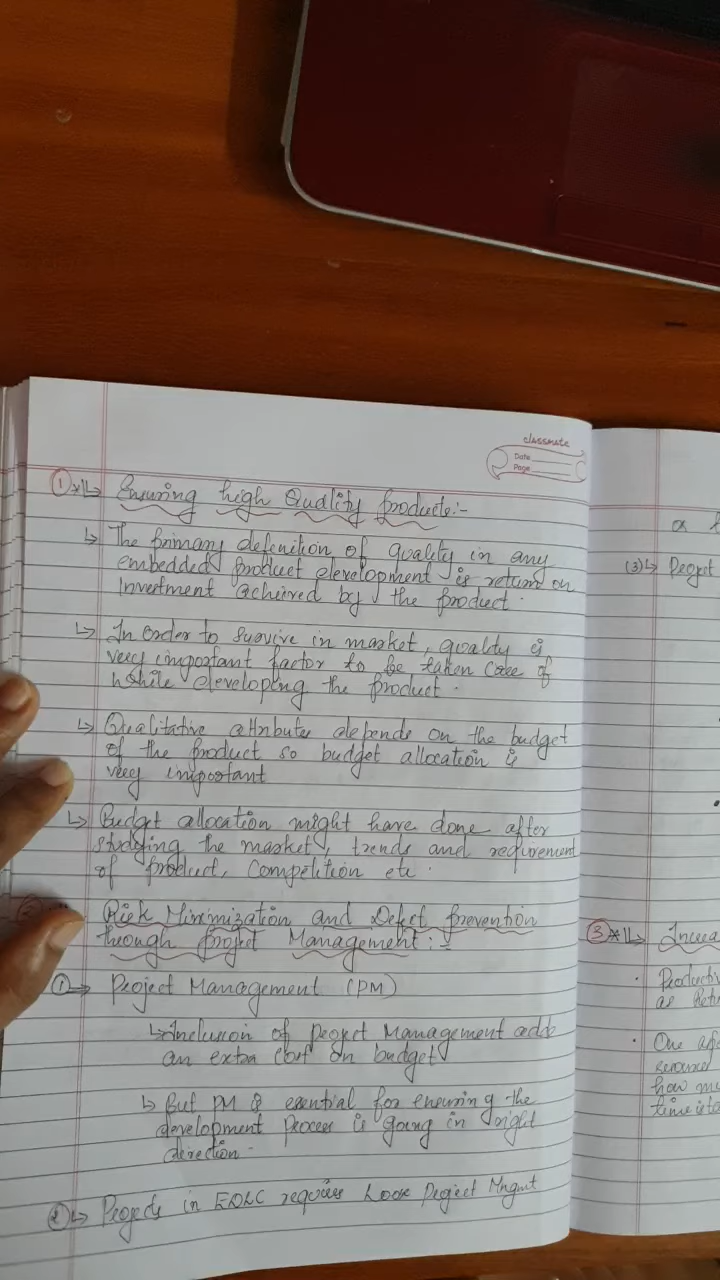 classmate
Date
Page
① *||↳ Ensuring high Quality products:-
↳ The primary definition of quality in any
embedded product development is return on
Investment achieved by the product.
↳ In order to survive in market, quality is
very important factor to be taken care of
while developing the product.
↳ Qualitative attribute depends on the budget
of the product so budget allocation is
very important
↳ Budget allocation might have done after
studying the market, trends and requirement
of product, Competition etc.
Risk Minimization and Defect prevention
through project Management:-
①→ Project Management (PM)
↳ Inclusion of project Management adds
an extra cost on budget
↳ But PM is essential for ensuring the
development process is going in right
direction.
②↳ Projects in EDLC requires Loose Project Mngmt
or
(3)↳ Project
③*||↳ Increa
• Productiv
as Retu
• One
how
time is to